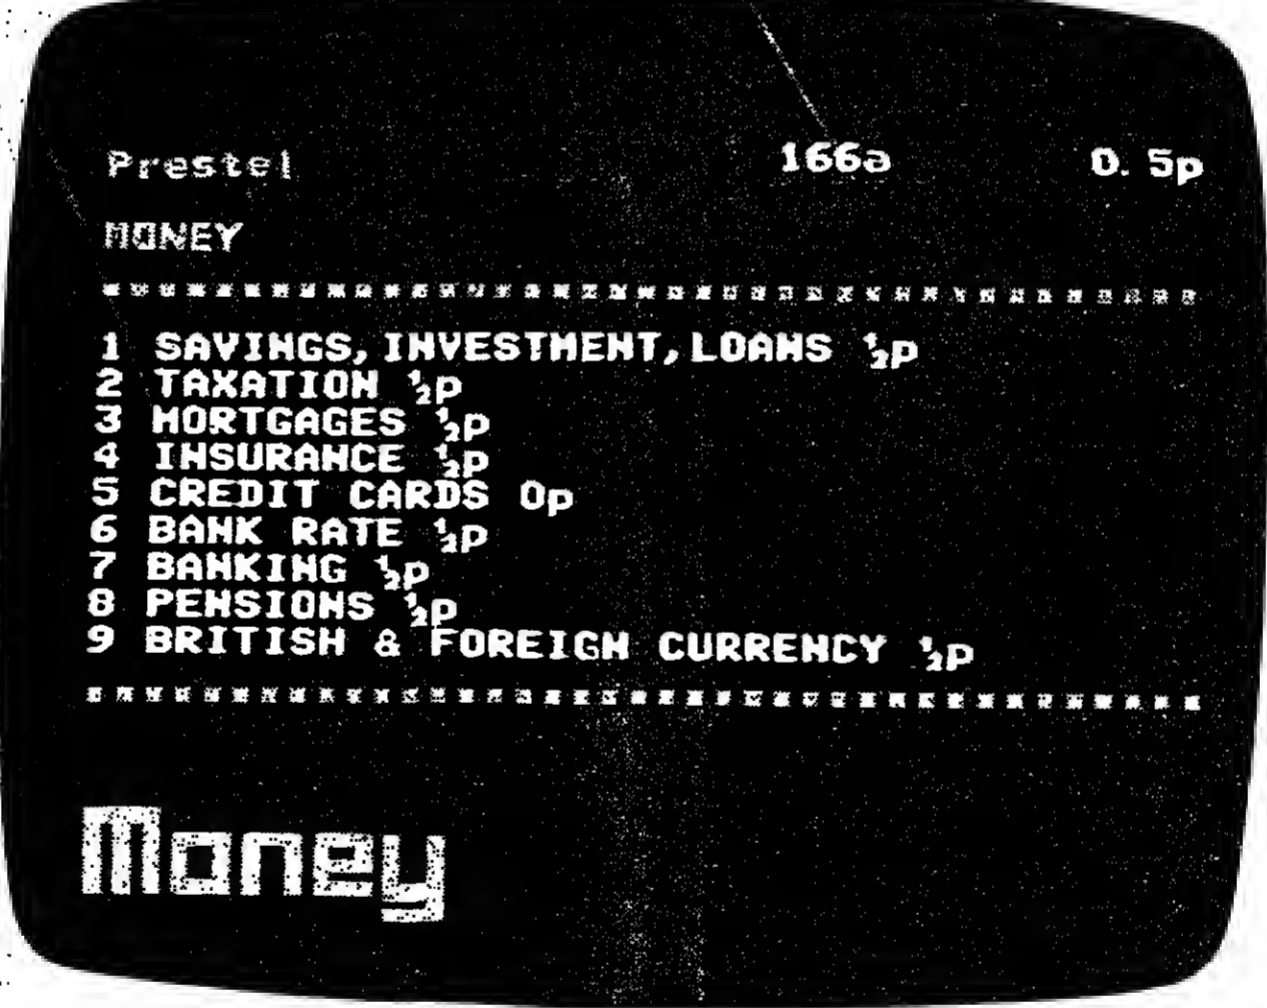 Prestel 166a 0.5p
MONEY
1 SAVINGS, INVESTMENT, LOANS ½p
2 TAXATION ½p
3 MORTGAGES ½p
4 INSURANCE ½p
5 CREDIT CARDS 0p
6 BANK RATE ½p
7 BANKING ½p
8 PENSIONS ½p
9 BRITISH & FOREIGN CURRENCY ½p
Money